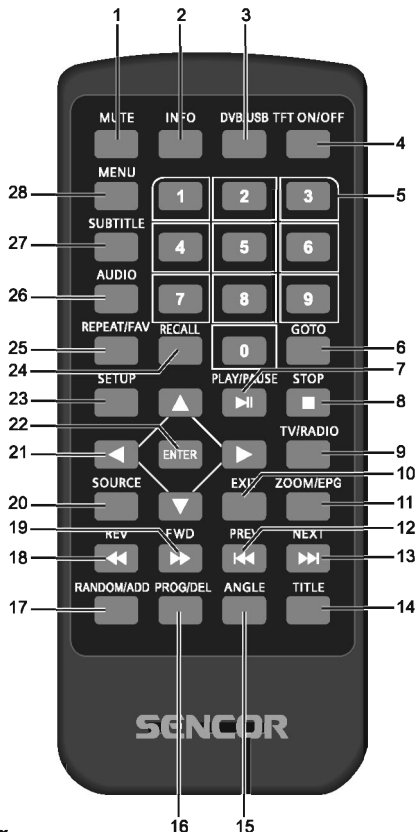 1 2 3
MUTE INFO DVB/USB TFT ON/OFF
4
MENU
28 1 2 3 5
SUBTITLE
27 4 5 6
AUDIO
26 7 8 9
REPEAT/FAV RECALL GOTO
25 0 6
24 7
SETUP PLAY/PAUSE STOP
23 8
22 TV/RADIO
21 ENTER 9
10
SOURCE EXIT ZOOM/EPG
20 11
19 12
REV FWD PREV NEXT
18 13
RANDOM/ADD PROG/DEL ANGLE TITLE
17 14
SENCOR
16 15